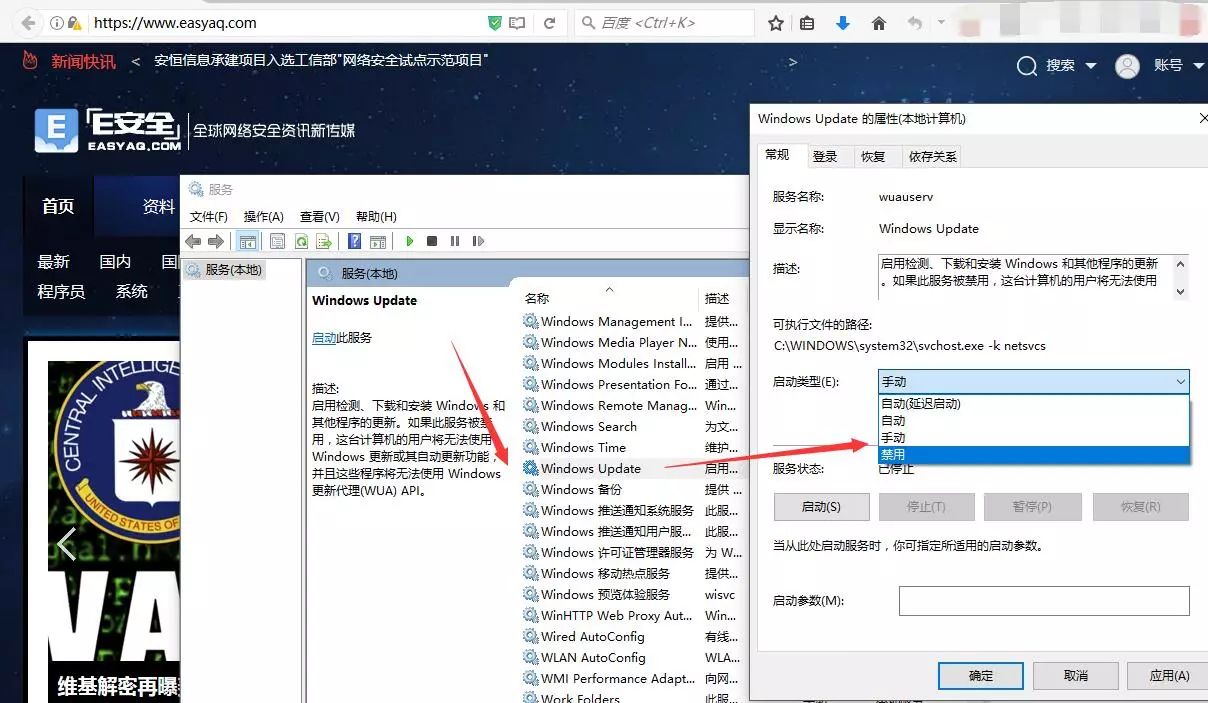 https://www.easyaq.com
百度 <Ctrl+K>
新闻快讯 < 安恒信息承建项目入选工信部"网络安全试点示范项目" >
搜索 账号
E E安全 EASYAQ.COM 全球网络安全资讯新传媒
首页 资料
最新 国内
程序员 系统
CENTRAL INTELLIGE
UNITED STATES OF
WA
维基解密再曝
服务
文件(F) 操作(A) 查看(V) 帮助(H)
服务(本地)
服务(本地)
Windows Update
启动此服务
描述:
启用检测、下载和安装 Windows 和
其他程序的更新。如果此服务被禁
用，这台计算机的用户将无法使用
Windows 更新或其自动更新功能，
并且这些程序将无法使用 Windows
更新代理(WUA) API。
名称 描述
Windows Management I... 提供...
Windows Media Player N... 使用...
Windows Modules Install... 启用 ...
Windows Presentation Fo... 通过...
Windows Remote Manag... Win...
Windows Search 为文...
Windows Time 维护...
Windows Update 启用...
Windows 备份 提供 ...
Windows 推送通知系统服务 此服...
Windows 推送通知用户服... 此服...
Windows 许可证管理器服务 为 W...
Windows 移动热点服务 提供...
Windows 预览体验服务 wisvc
WinHTTP Web Proxy Aut... Win...
Wired AutoConfig 有线...
WLAN AutoConfig WLA...
WMI Performance Adapt... 向网...
Work Folders 此服...
Windows Update 的属性(本地计算机)
常规 登录 恢复 依存关系
服务名称: wuauserv
显示名称: Windows Update
描述: 启用检测、下载和安装 Windows 和其他程序的更新
。如果此服务被禁用，这台计算机的用户将无法使用
可执行文件的路径:
C:\WINDOWS\system32\svchost.exe -k netsvcs
启动类型(E): 手动
自动(延迟启动)
自动
手动
禁用
服务状态: 已停止
启动(S) 停止(T) 暂停(P) 恢复(R)
当从此处启动服务时，你可指定所适用的启动参数。
启动参数(M):
确定 取消 应用(A)